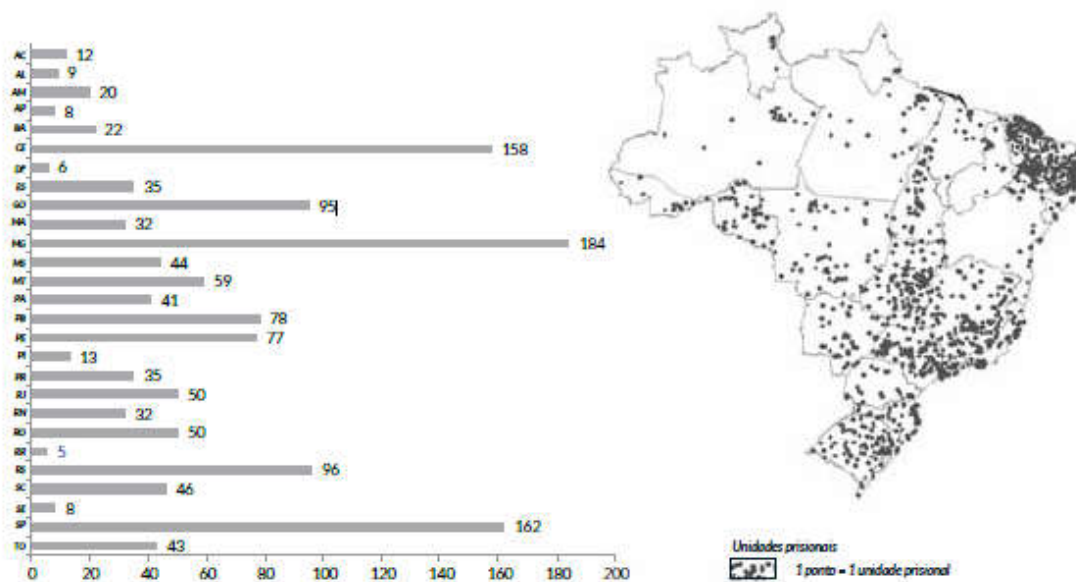 AC 12
AL 9
AM 20
AP 8
BA 22
CE 158
DF 6
ES 35
GO 95
MA 32
MG 184
MS 44
MT 59
PA 41
PB 78
PE 77
PI 13
PR 35
RJ 50
RN 32
RO 50
RR 5
RS 96
SC 46
SE 8
SP 162
TO 43
0 20 40 60 80 100 120 140 160 180 200
Unidades prisionais
1 ponto = 1 unidade prisional